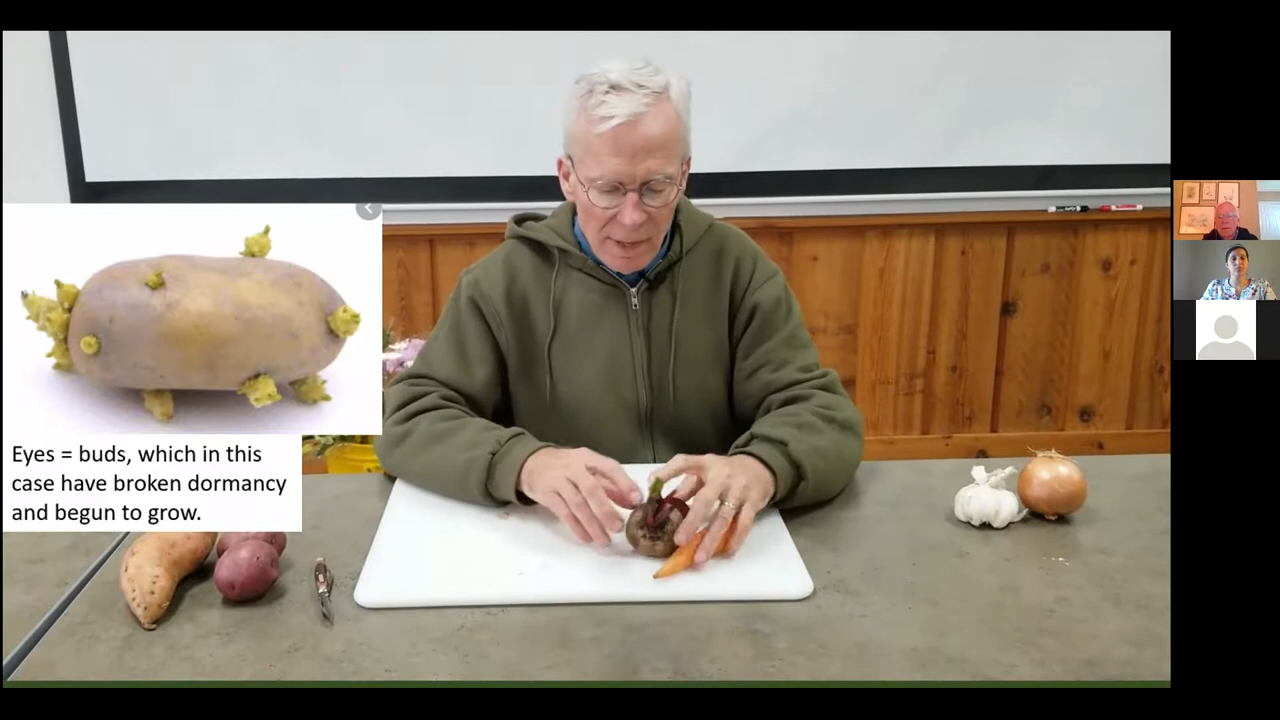 Eyes = buds, which in this
case have broken dormancy
and begun to grow.